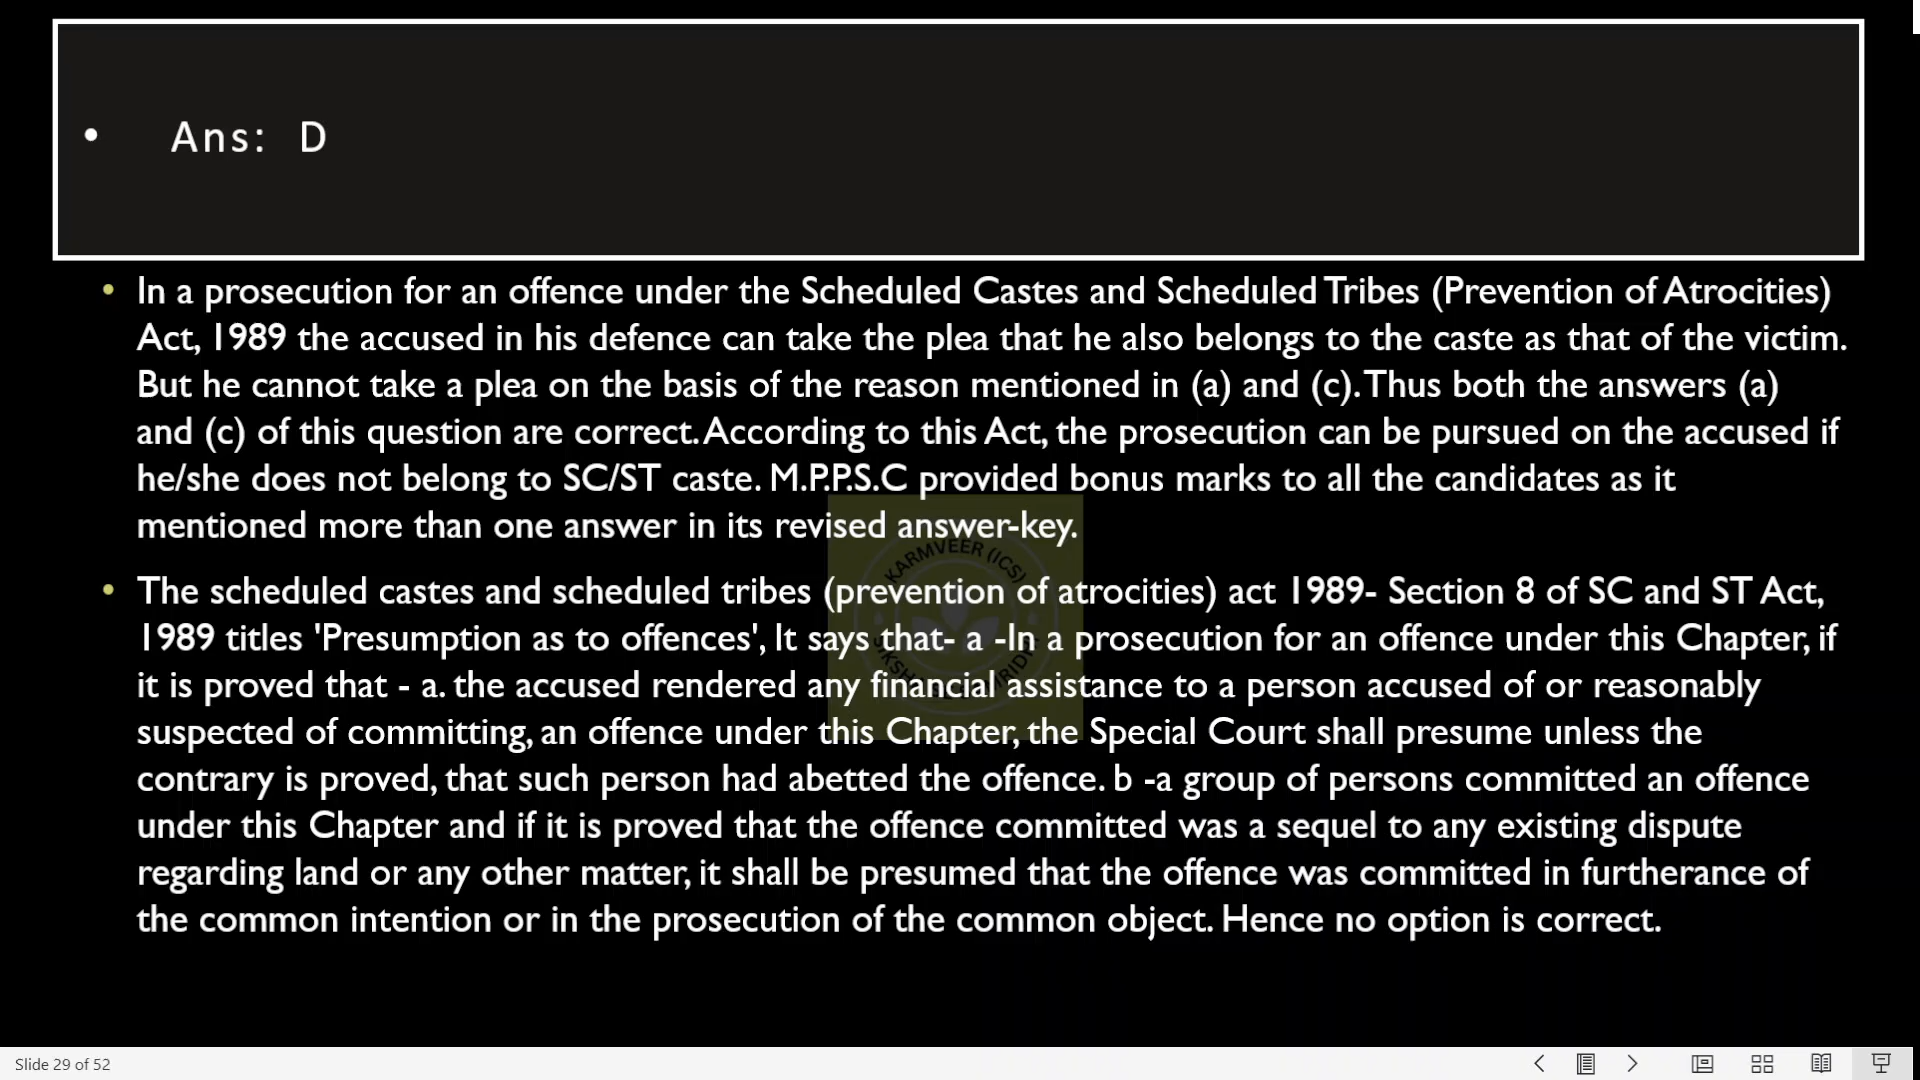 • Ans: D
• In a prosecution for an offence under the Scheduled Castes and Scheduled Tribes (Prevention of Atrocities)
Act, 1989 the accused in his defence can take the plea that he also belongs to the caste as that of the victim.
But he cannot take a plea on the basis of the reason mentioned in (a) and (c). Thus both the answers (a)
and (c) of this question are correct. According to this Act, the prosecution can be pursued on the accused if
he/she does not belong to SC/ST caste. M.P.P.S.C provided bonus marks to all the candidates as it
mentioned more than one answer in its revised answer-key.
• The scheduled castes and scheduled tribes (prevention of atrocities) act 1989- Section 8 of SC and ST Act,
1989 titles 'Presumption as to offences', It says that- a -In a prosecution for an offence under this Chapter, if
it is proved that - a. the accused rendered any financial assistance to a person accused of or reasonably
suspected of committing, an offence under this Chapter, the Special Court shall presume unless the
contrary is proved, that such person had abetted the offence. b -a group of persons committed an offence
under this Chapter and if it is proved that the offence committed was a sequel to any existing dispute
regarding land or any other matter, it shall be presumed that the offence was committed in furtherance of
the common intention or in the prosecution of the common object. Hence no option is correct.
KARMVEER (ICS)
Slide 29 of 52